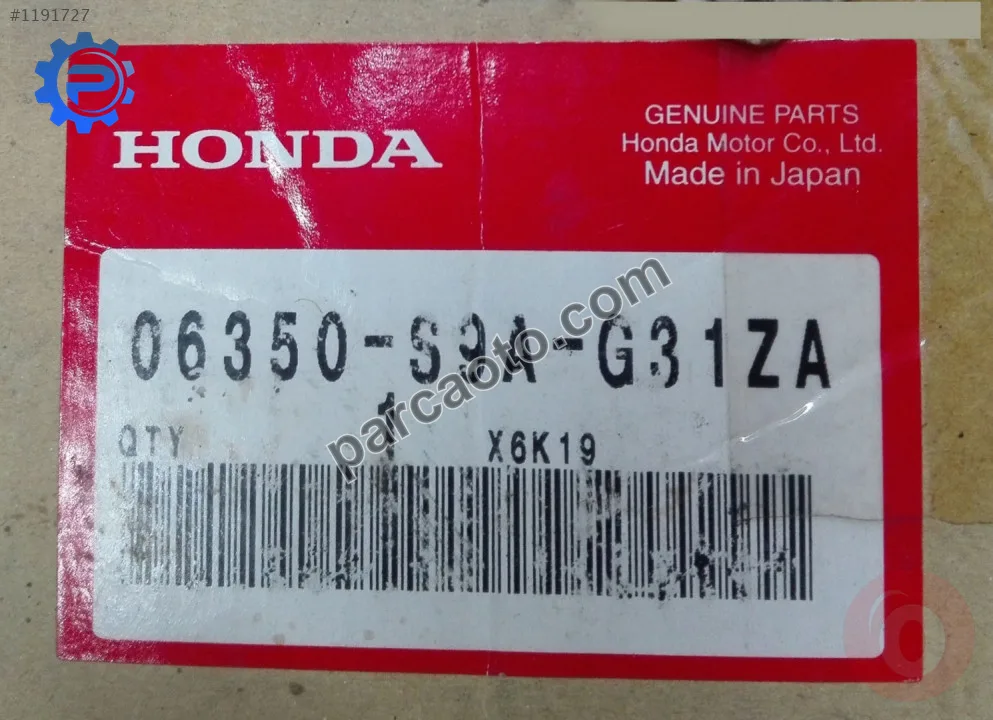 #1191727
P
HONDA
GENUINE PARTS
Honda Motor Co., Ltd.
Made in Japan
06350-S9A-G31ZA
QTY 1 X6K19
parcaoto.com